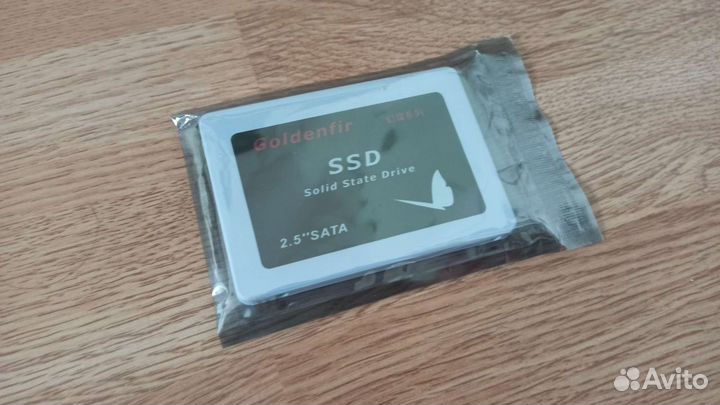 Goldenfir
SSD
Solid State Drive
2.5''SATA
Avito